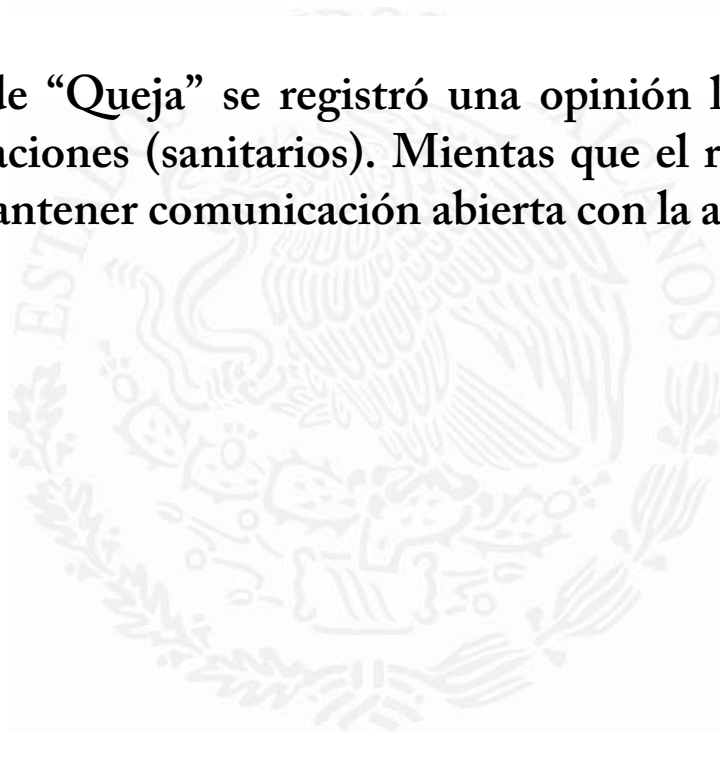 de “Queja” se registró una opinión l
aciones (sanitarios). Mientas que el r
antener comunicación abierta con la a